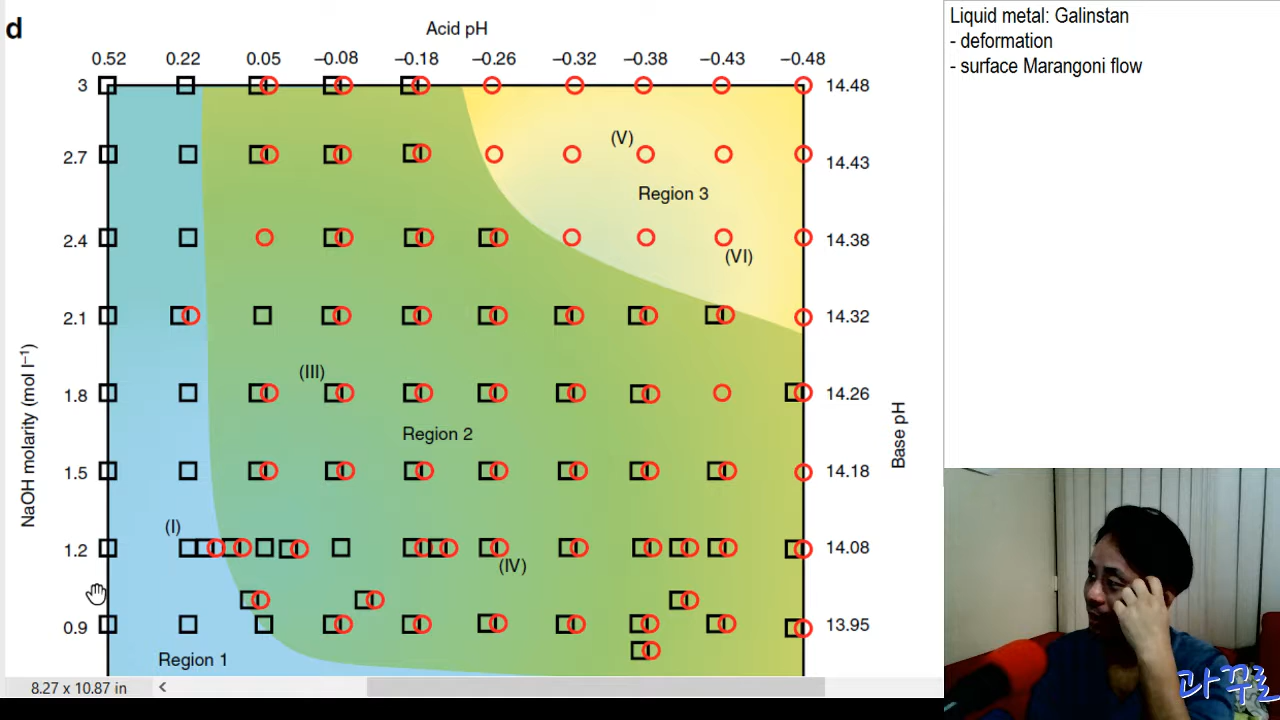 d
Acid pH
0.52 0.22 0.05 –0.08 –0.18 –0.26 –0.32 –0.38 –0.43 –0.48
3 14.48
(V)
2.7 14.43
Region 3
2.4 14.38
(VI)
2.1 14.32
(III)
1.8 14.26
Region 2
1.5 14.18
(I)
1.2 14.08
(IV)
0.9 13.95
Region 1
NaOH molarity (mol l⁻¹)
Base pH
8.27 x 10.87 in
Liquid metal: Galinstan
- deformation
- surface Marangoni flow
과꾸로